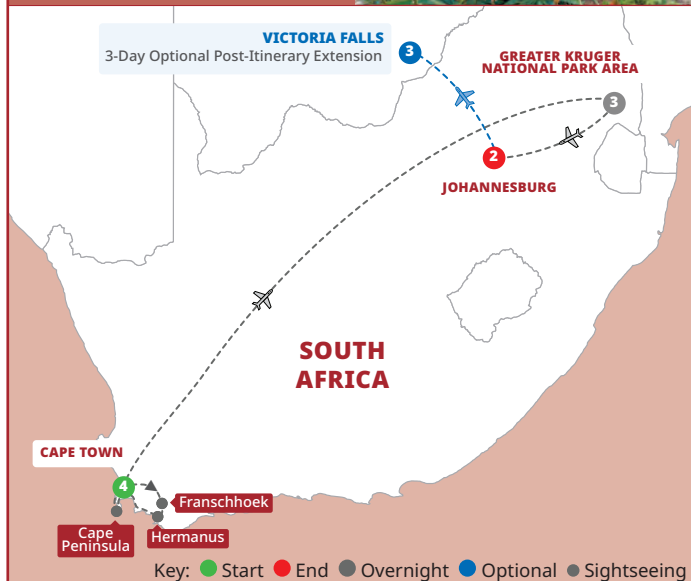 VICTORIA FALLS
3-Day Optional Post-Itinerary Extension
3
GREATER KRUGER
NATIONAL PARK AREA
3
2
JOHANNESBURG
SOUTH
AFRICA
CAPE TOWN
4
Franschhoek
Cape
Peninsula
Hermanus
Key: Start End Overnight Optional Sightseeing